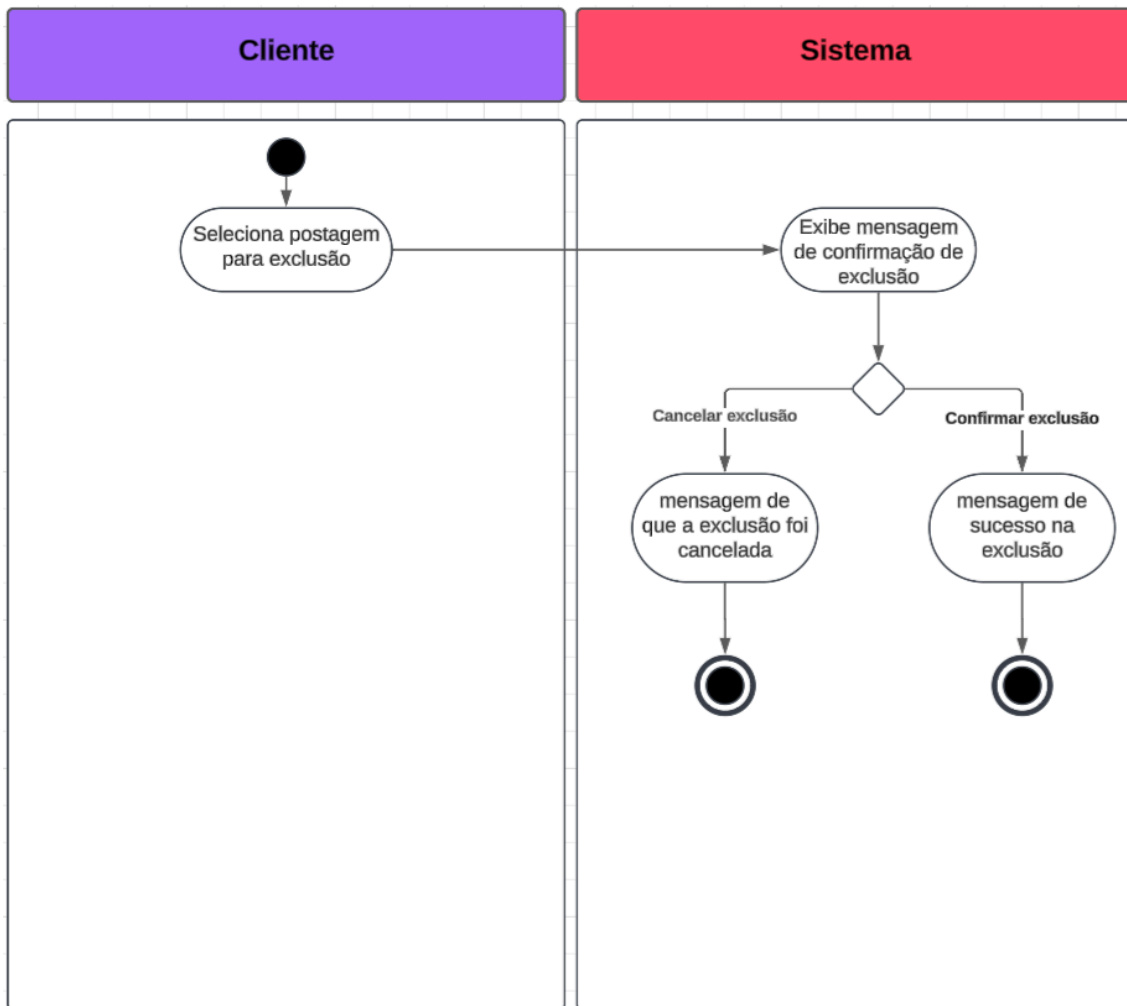 Cliente
Sistema
Seleciona postagem
para exclusão
Exibe mensagem
de confirmação de
exclusão
Cancelar exclusão
Confirmar exclusão
mensagem de
que a exclusão foi
cancelada
mensagem de
sucesso na
exclusão